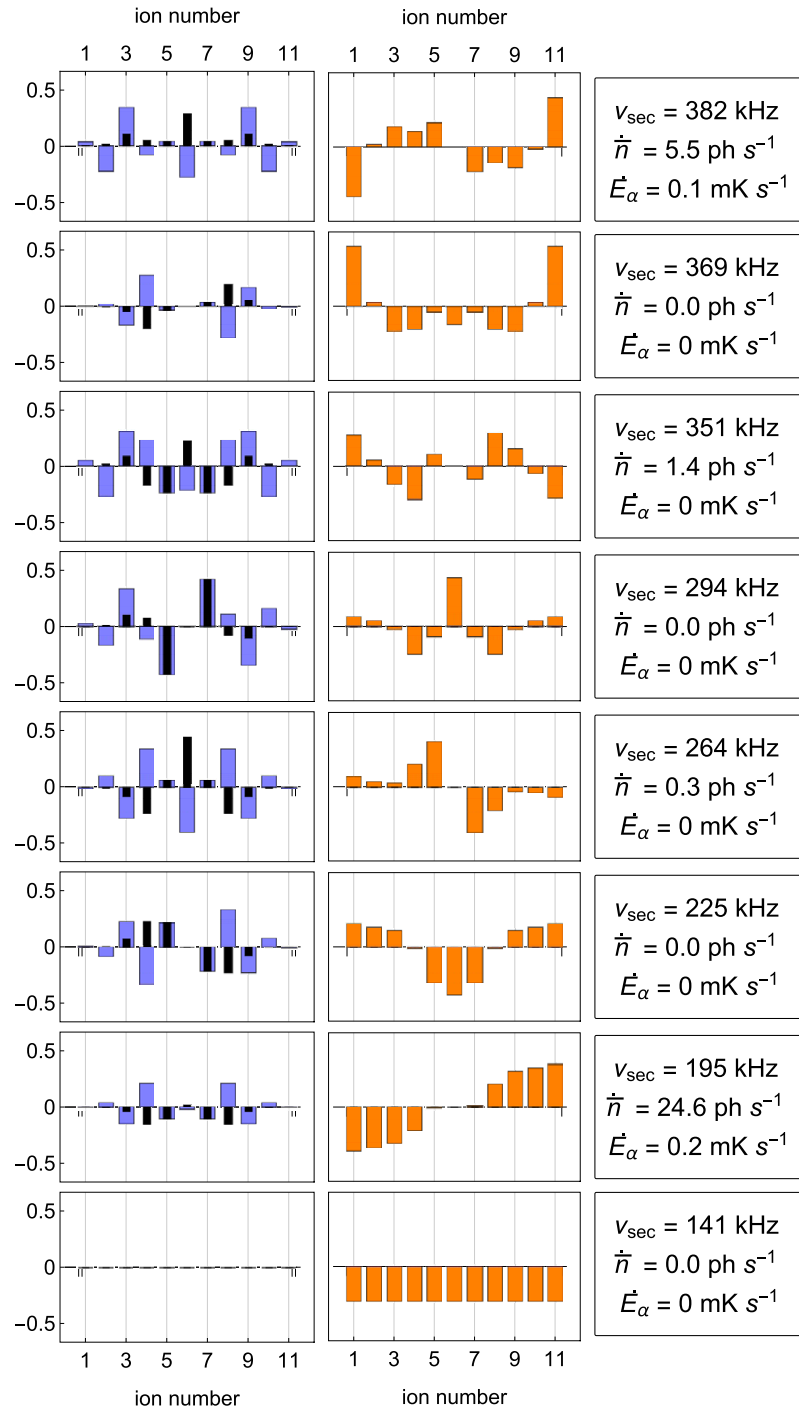 ion number ion number
1 3 5 7 9 11 1 3 5 7 9 11
0.5
0
−0.5
ν_sec = 382 kHz
n̄̇ = 5.5 ph s⁻¹
Ė_α = 0.1 mK s⁻¹
0.5
0
−0.5
ν_sec = 369 kHz
n̄̇ = 0.0 ph s⁻¹
Ė_α = 0 mK s⁻¹
0.5
0
−0.5
ν_sec = 351 kHz
n̄̇ = 1.4 ph s⁻¹
Ė_α = 0 mK s⁻¹
0.5
0
−0.5
ν_sec = 294 kHz
n̄̇ = 0.0 ph s⁻¹
Ė_α = 0 mK s⁻¹
0.5
0
−0.5
ν_sec = 264 kHz
n̄̇ = 0.3 ph s⁻¹
Ė_α = 0 mK s⁻¹
0.5
0
−0.5
ν_sec = 225 kHz
n̄̇ = 0.0 ph s⁻¹
Ė_α = 0 mK s⁻¹
0.5
0
−0.5
ν_sec = 195 kHz
n̄̇ = 24.6 ph s⁻¹
Ė_α = 0.2 mK s⁻¹
0.5
0
−0.5
ν_sec = 141 kHz
n̄̇ = 0.0 ph s⁻¹
Ė_α = 0 mK s⁻¹
1 3 5 7 9 11 1 3 5 7 9 11
ion number ion number